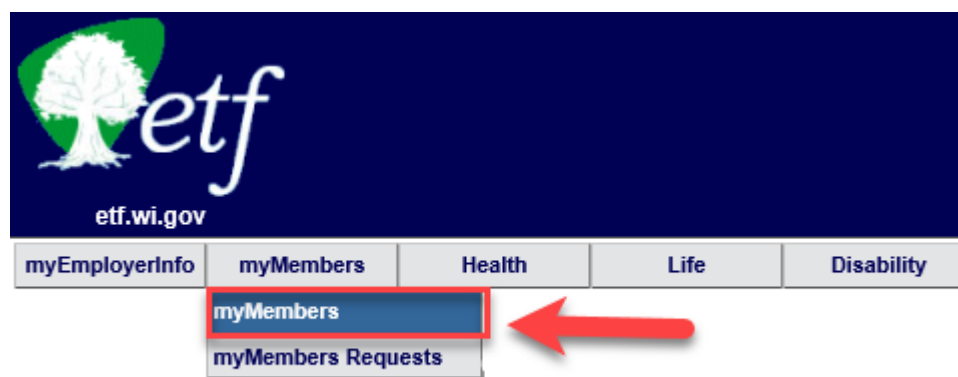 etf
etf.wi.gov
myEmployerInfo myMembers Health Life Disability
myMembers
myMembers Requests